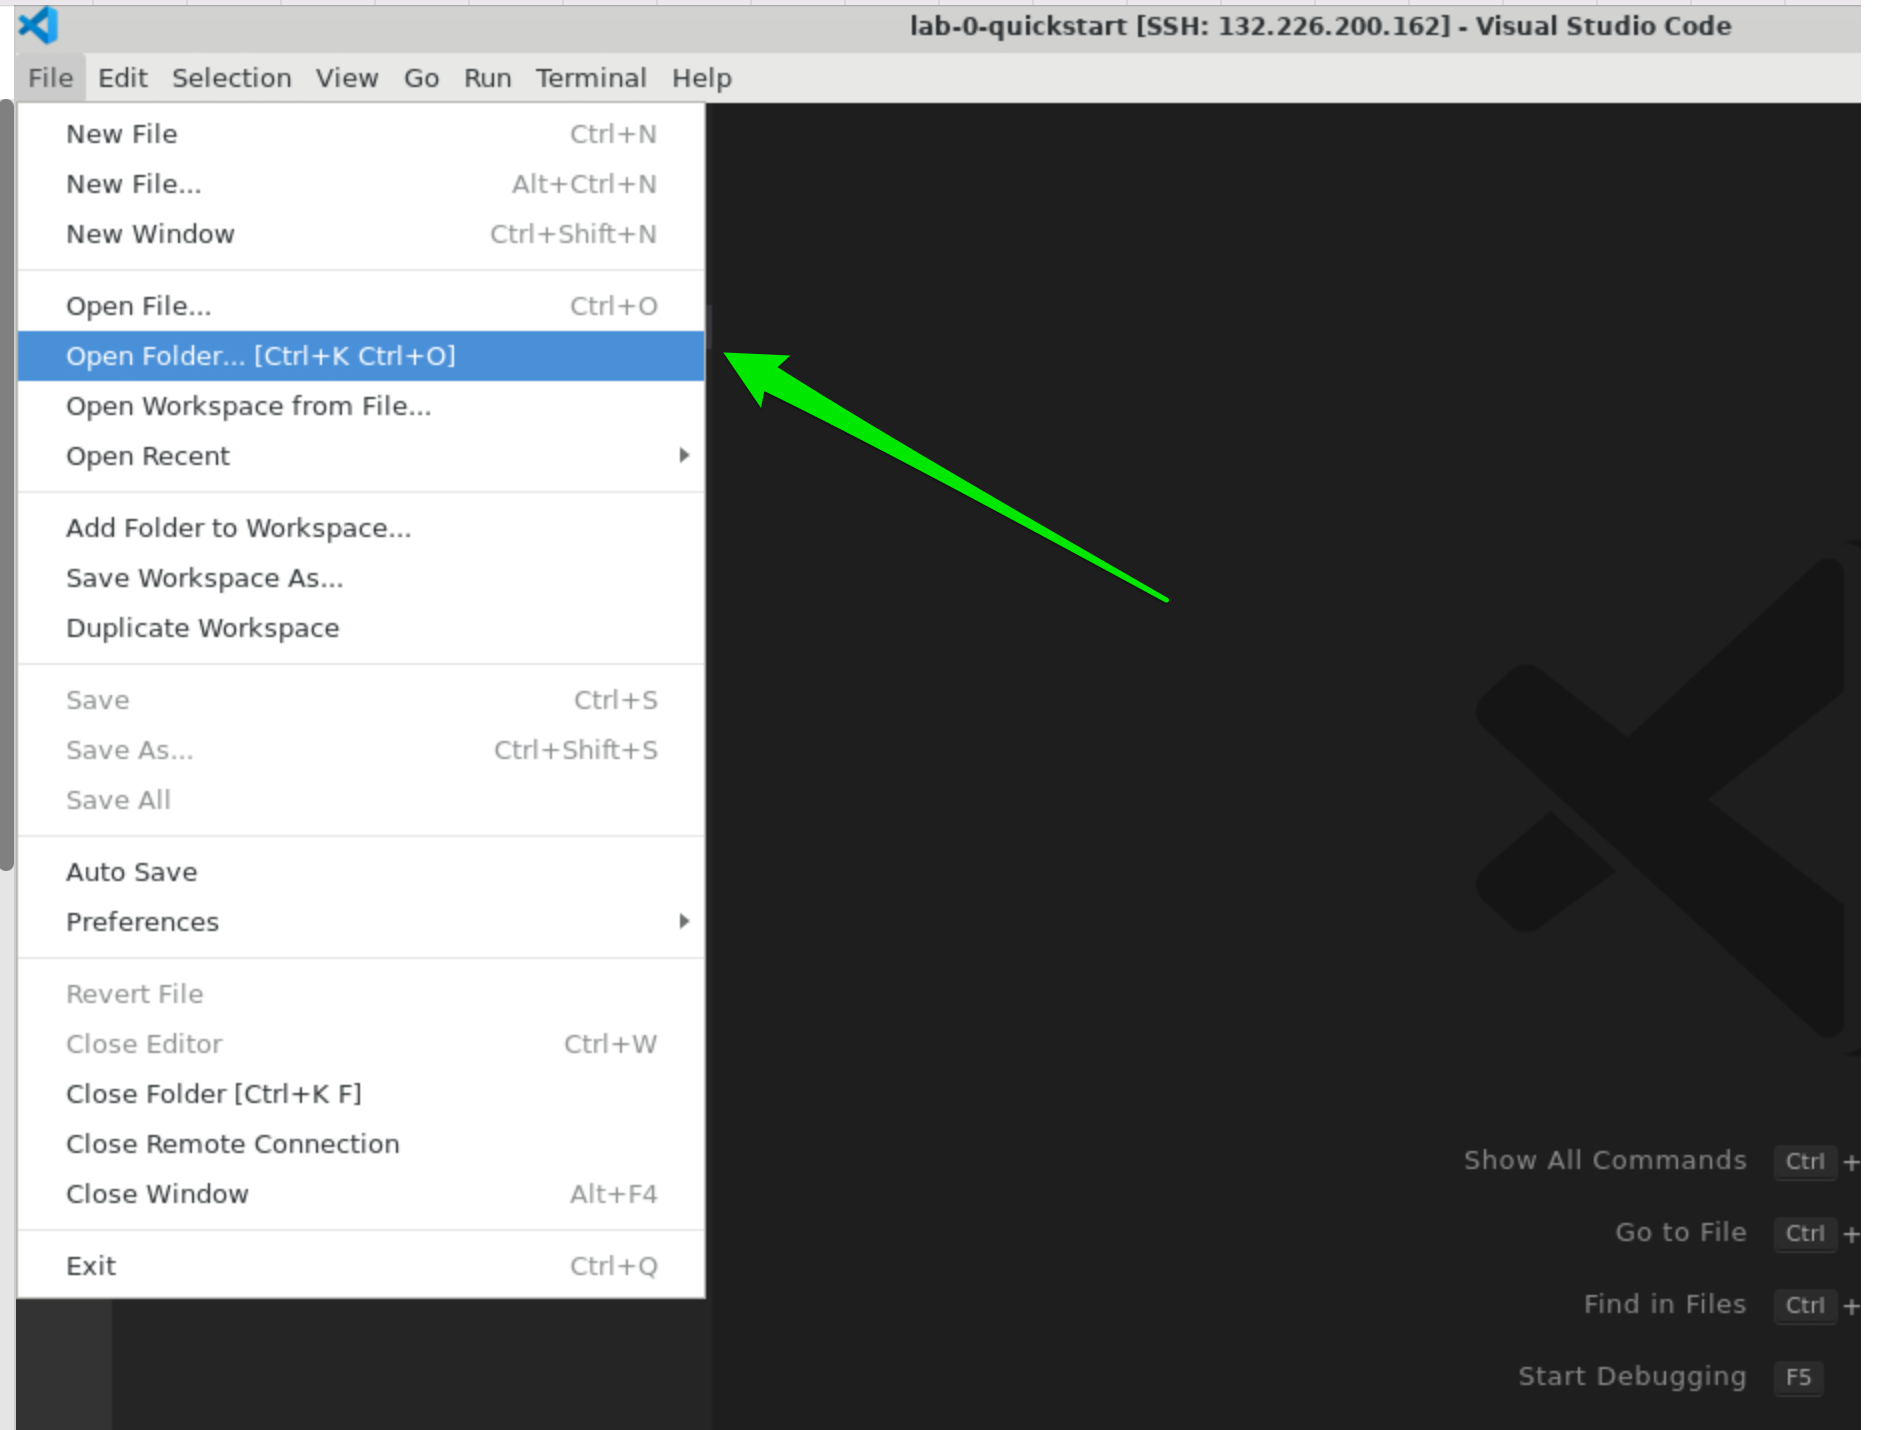 lab-0-quickstart [SSH: 132.226.200.162] - Visual Studio Code
File Edit Selection View Go Run Terminal Help
New File Ctrl+N
New File... Alt+Ctrl+N
New Window Ctrl+Shift+N
Open File... Ctrl+O
Open Folder... [Ctrl+K Ctrl+O]
Open Workspace from File...
Open Recent
Add Folder to Workspace...
Save Workspace As...
Duplicate Workspace
Save Ctrl+S
Save As... Ctrl+Shift+S
Save All
Auto Save
Preferences
Revert File
Close Editor Ctrl+W
Close Folder [Ctrl+K F]
Close Remote Connection
Close Window Alt+F4
Exit Ctrl+Q
Show All Commands Ctrl +
Go to File Ctrl +
Find in Files Ctrl +
Start Debugging F5